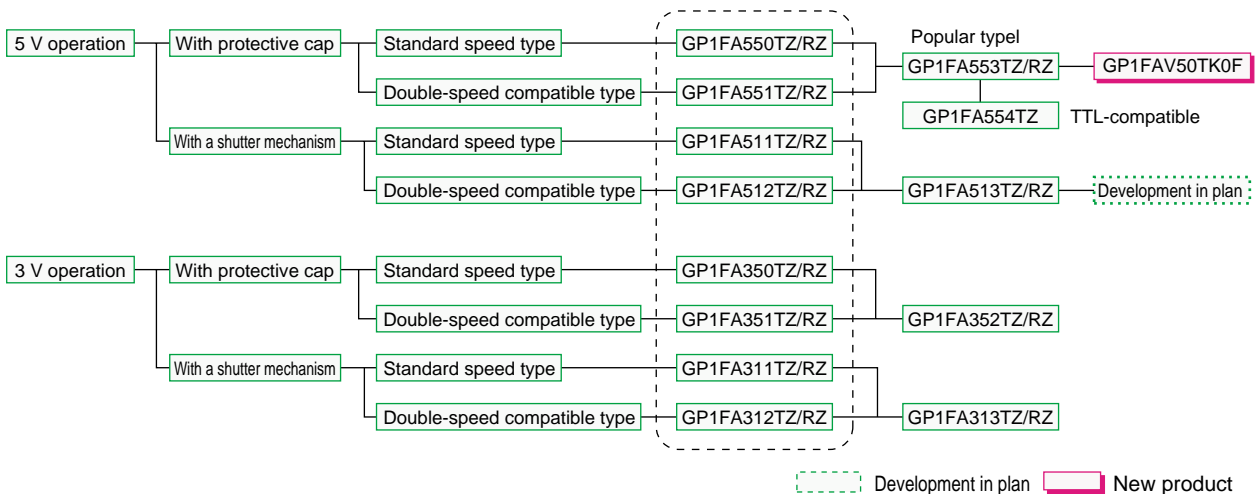 5 V operation
With protective cap
Standard speed type
GP1FA550TZ/RZ
Popular typel
GP1FA553TZ/RZ
GP1FAV50TK0F
Double-speed compatible type
GP1FA551TZ/RZ
GP1FA554TZ
TTL-compatible
With a shutter mechanism
Standard speed type
GP1FA511TZ/RZ
Double-speed compatible type
GP1FA512TZ/RZ
GP1FA513TZ/RZ
Development in plan
3 V operation
With protective cap
Standard speed type
GP1FA350TZ/RZ
Double-speed compatible type
GP1FA351TZ/RZ
GP1FA352TZ/RZ
With a shutter mechanism
Standard speed type
GP1FA311TZ/RZ
Double-speed compatible type
GP1FA312TZ/RZ
GP1FA313TZ/RZ
Development in plan
New product